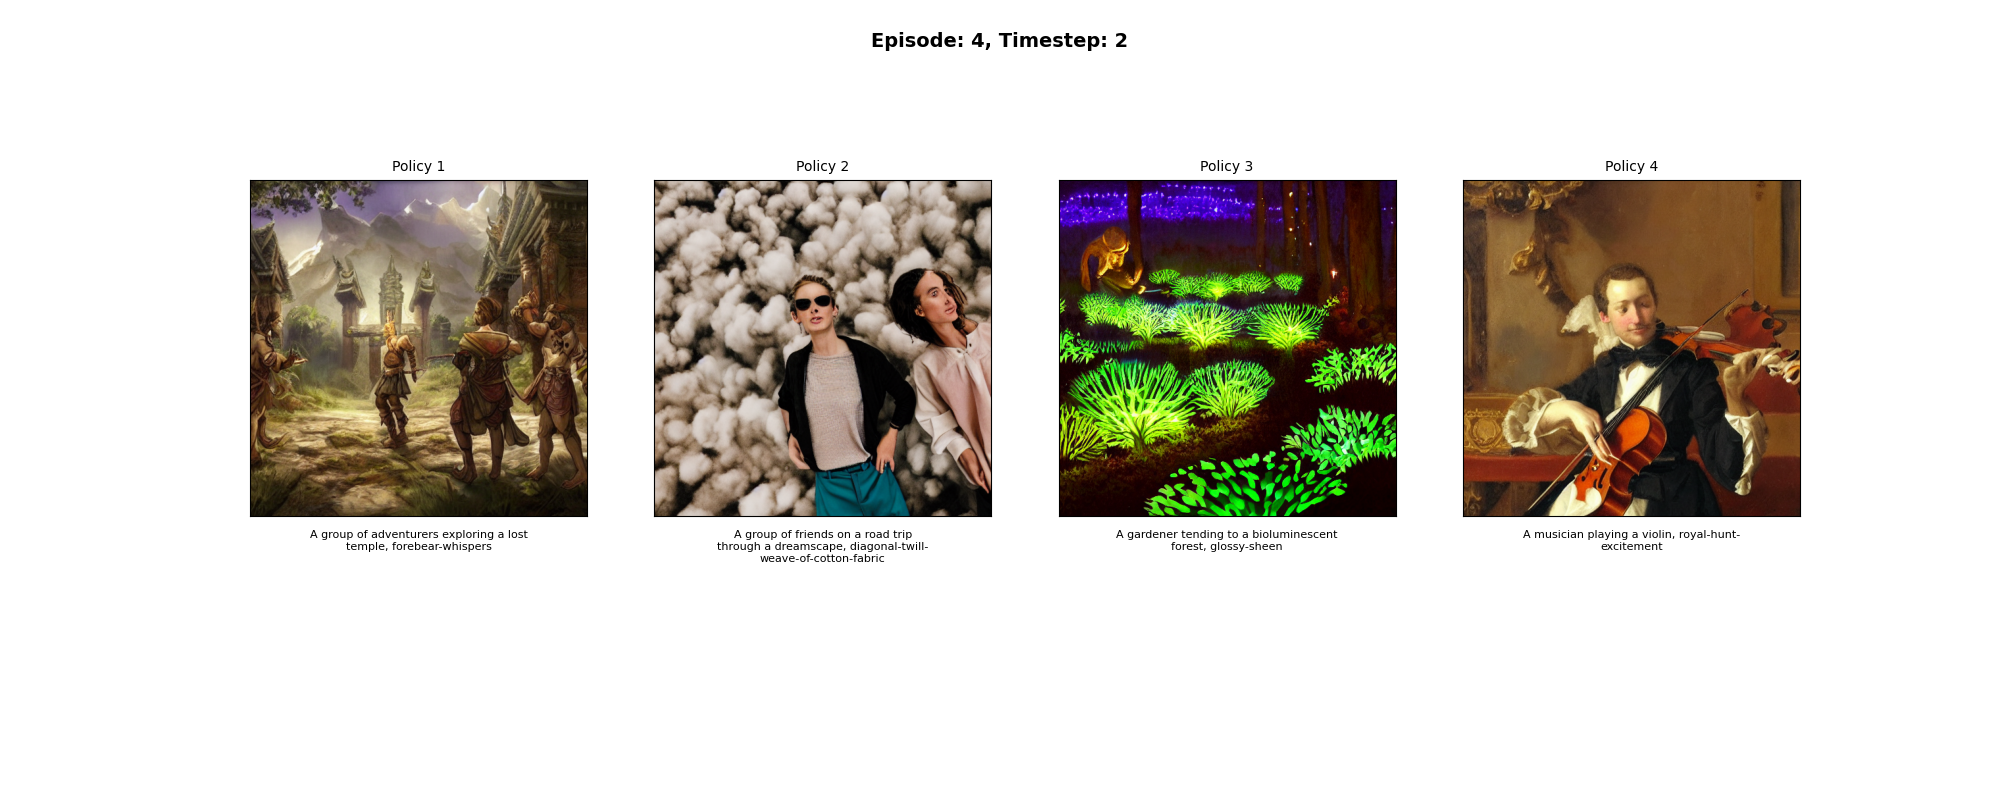 Episode: 4, Timestep: 2
Policy 1
Policy 2
Policy 3
Policy 4
A group of adventurers exploring a lost
temple, forebear-whispers
A group of friends on a road trip
through a dreamscape, diagonal-twill-
weave-of-cotton-fabric
A gardener tending to a bioluminescent
forest, glossy-sheen
A musician playing a violin, royal-hunt-
excitement